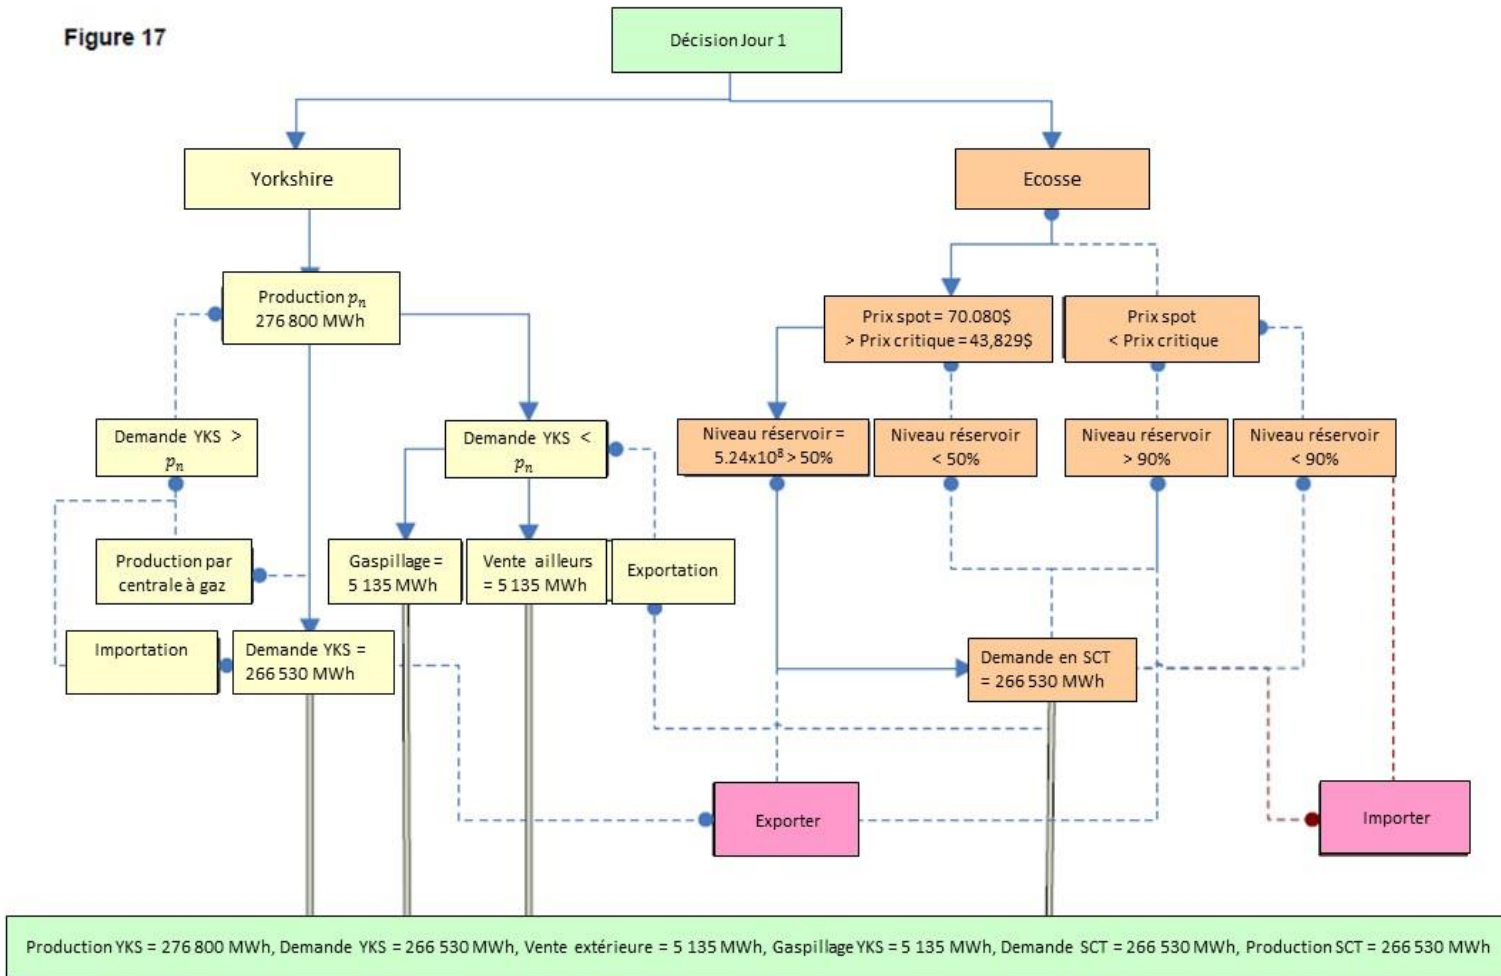 Figure 17
Décision Jour 1
Yorkshire
Ecosse
Production pₙ
276 800 MWh
Prix spot = 70.080$
> Prix critique = 43,829$
Prix spot
< Prix critique
Demande YKS >
pₙ
Demande YKS <
pₙ
Niveau réservoir =
5.24x10⁸ > 50%
Niveau réservoir
< 50%
Niveau réservoir
> 90%
Niveau réservoir
< 90%
Production par
centrale à gaz
Gaspillage =
5 135 MWh
Vente ailleurs
= 5 135 MWh
Exportation
Importation
Demande YKS =
266 530 MWh
Demande en SCT
= 266 530 MWh
Exporter
Importer
Production YKS = 276 800 MWh, Demande YKS = 266 530 MWh, Vente extérieure = 5 135 MWh, Gaspillage YKS = 5 135 MWh, Demande SCT = 266 530 MWh, Production SCT = 266 530 MWh